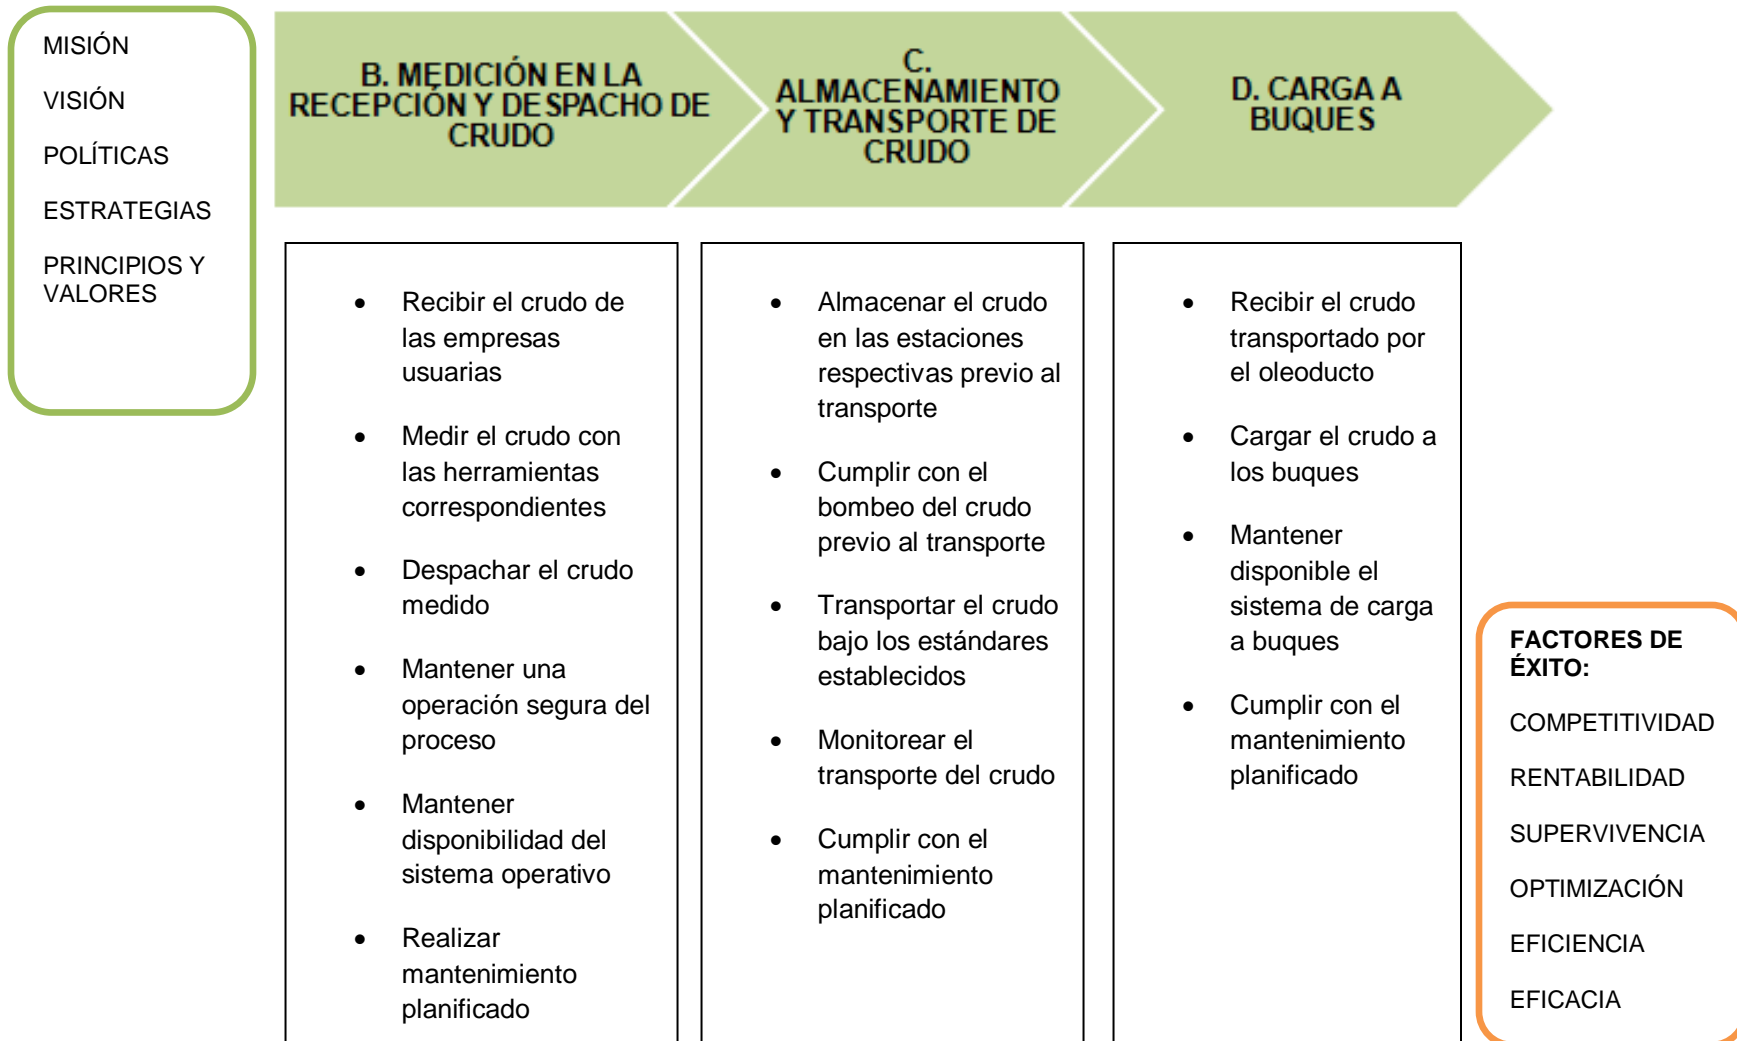 MISIÓN
VISIÓN
POLÍTICAS
ESTRATEGIAS
PRINCIPIOS Y
VALORES
B. MEDICIÓN EN LA
RECEPCIÓN Y DESPACHO DE
CRUDO
C.
ALMACENAMIENTO
Y TRANSPORTE DE
CRUDO
D. CARGA A
BUQUES
• Recibir el crudo de
las empresas
usuarias
• Medir el crudo con
las herramientas
correspondientes
• Despachar el crudo
medido
• Mantener una
operación segura del
proceso
• Mantener
disponibilidad del
sistema operativo
• Realizar
mantenimiento
planificado
• Almacenar el crudo
en las estaciones
respectivas previo al
transporte
• Cumplir con el
bombeo del crudo
previo al transporte
• Transportar el crudo
bajo los estándares
establecidos
• Monitorear el
transporte del crudo
• Cumplir con el
mantenimiento
planificado
• Recibir el crudo
transportado por
el oleoducto
• Cargar el crudo a
los buques
• Mantener
disponible el
sistema de carga
a buques
• Cumplir con el
mantenimiento
planificado
FACTORES DE
ÉXITO:
COMPETITIVIDAD
RENTABILIDAD
SUPERVIVENCIA
OPTIMIZACIÓN
EFICIENCIA
EFICACIA